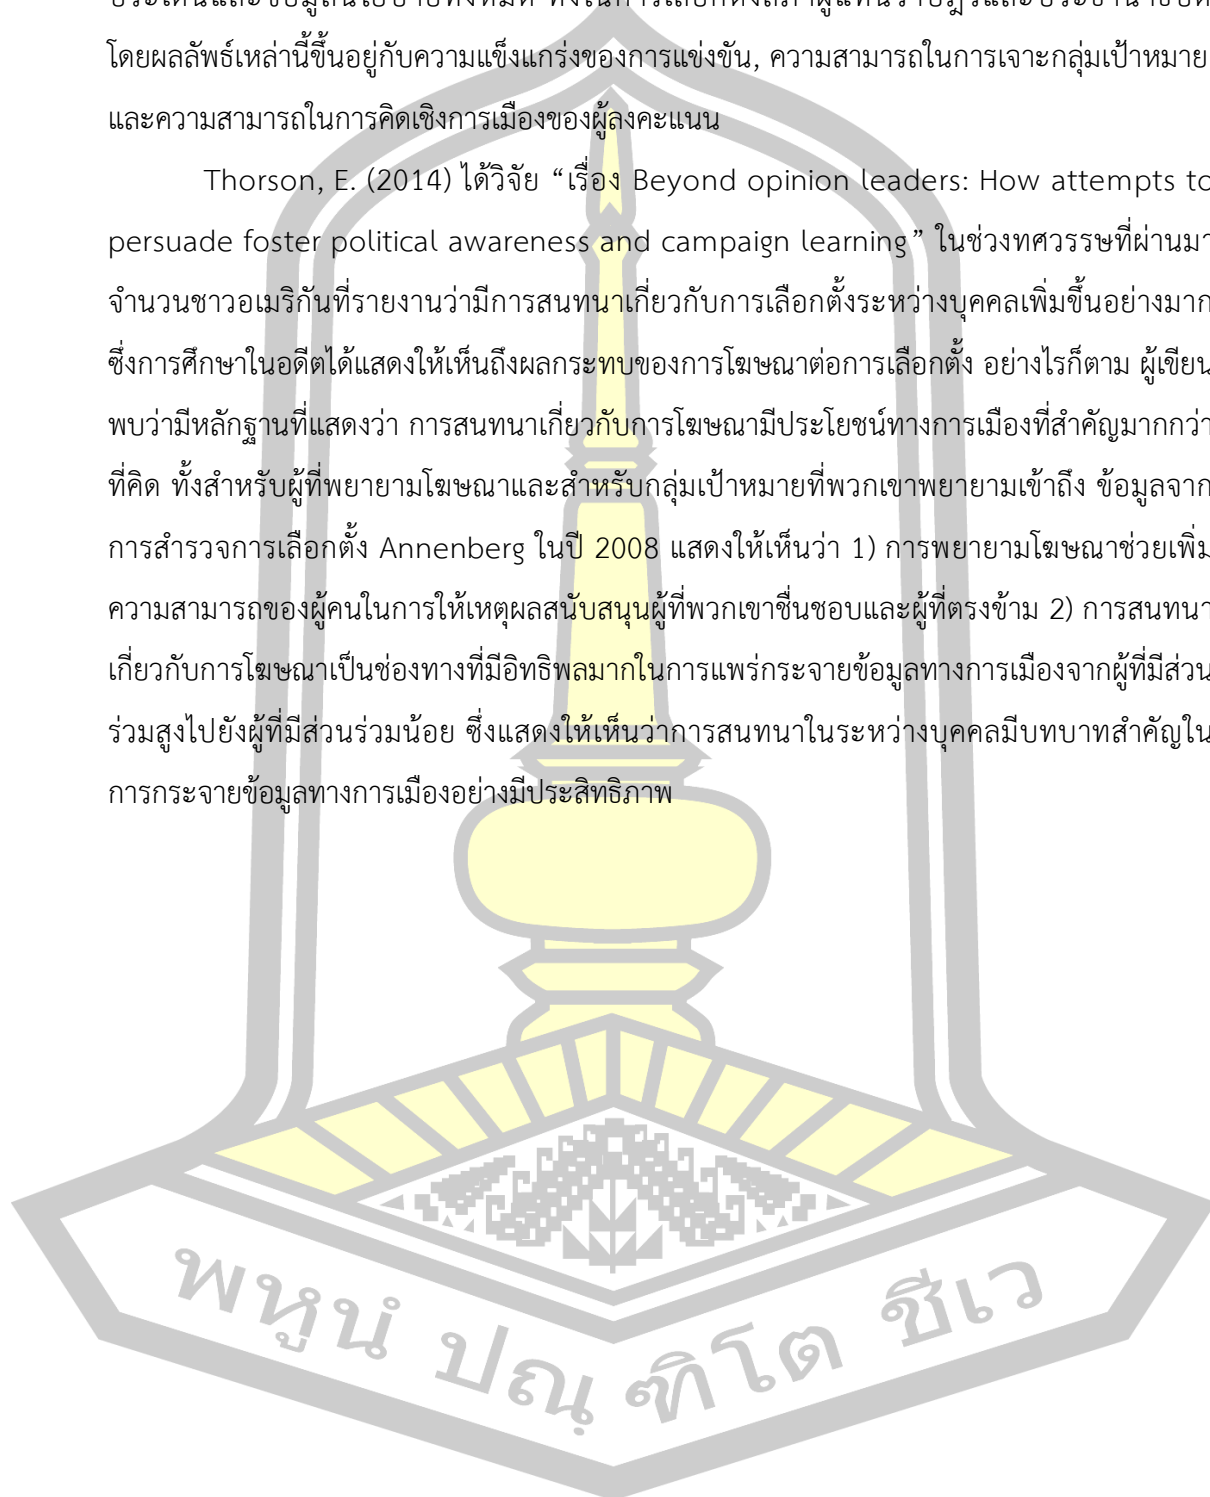 โดยผลลัพธ์เหล่านี้ขึ้นอยู่กับความแข็งแกร่งของการแข่งขัน, ความสามารถในการเจาะกลุ่มเป้าหมาย
และความสามารถในการคิดเชิงการเมืองของผู้ลงคะแนน
Thorson, E. (2014) ได้วิจัย “เรื่อง Beyond opinion leaders: How attempts to
persuade foster political awareness and campaign learning” ในช่วงทศวรรษที่ผ่านมา
จำนวนชาวอเมริกันที่รายงานว่ามีการสนทนาเกี่ยวกับการเลือกตั้งระหว่างบุคคลเพิ่มขึ้นอย่างมาก
ซึ่งการศึกษาในอดีตได้แสดงให้เห็นถึงผลกระทบของการโฆษณาต่อการเลือกตั้ง อย่างไรก็ตาม ผู้เขียน
พบว่ามีหลักฐานที่แสดงว่า การสนทนาเกี่ยวกับการโฆษณามีประโยชน์ทางการเมืองที่สำคัญมากกว่า
ที่คิด ทั้งสำหรับผู้ที่พยายามโฆษณาและสำหรับกลุ่มเป้าหมายที่พวกเขาพยายามเข้าถึง ข้อมูลจาก
การสำรวจการเลือกตั้ง Annenberg ในปี 2008 แสดงให้เห็นว่า 1) การพยายามโฆษณาช่วยเพิ่ม
ความสามารถของผู้คนในการให้เหตุผลสนับสนุนผู้ที่พวกเขาชื่นชอบและผู้ที่ตรงข้าม 2) การสนทนา
เกี่ยวกับการโฆษณาเป็นช่องทางที่มีอิทธิพลมากในการแพร่กระจายข้อมูลทางการเมืองจากผู้ที่มีส่วน
ร่วมสูงไปยังผู้ที่มีส่วนร่วมน้อย ซึ่งแสดงให้เห็นว่าการสนทนาในระหว่างบุคคลมีบทบาทสำคัญใน
การกระจายข้อมูลทางการเมืองอย่างมีประสิทธิภาพ
พหูนํ ปณฺฑิโต ชีเว